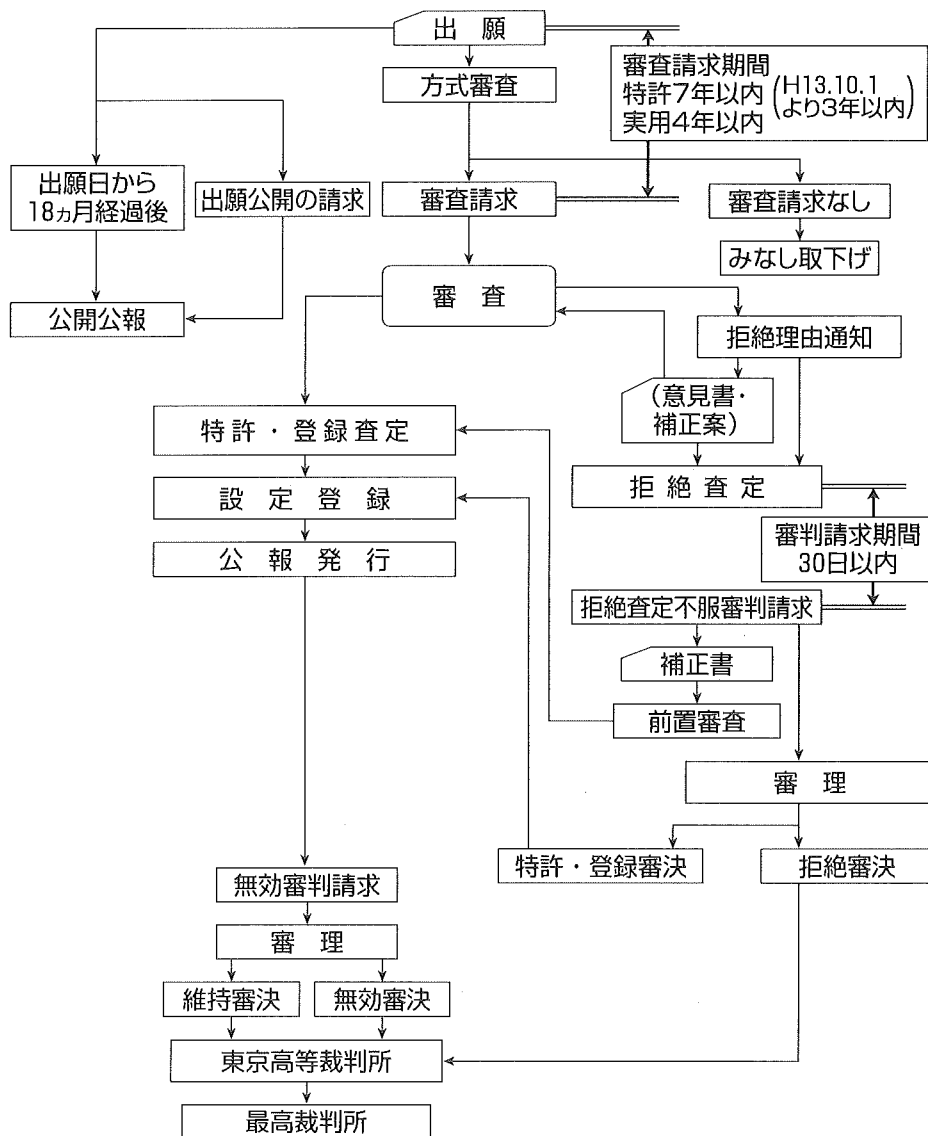 出 願
方式審査
審査請求期間
特許7年以内
実用4年以内
(H13.10.1
より3年以内)
出願日から
18ヵ月経過後
出願公開の請求
審査請求
審査請求なし
みなし取下げ
公開公報
審 査
拒絶理由通知
(意見書・
補正案)
特許・登録査定
拒絶査定
設定登録
審判請求期間
30日以内
公報発行
拒絶査定不服審判請求
補正書
前置審査
審 理
特許・登録審決
拒絶審決
無効審判請求
審 理
維持審決
無効審決
東京高等裁判所
最高裁判所